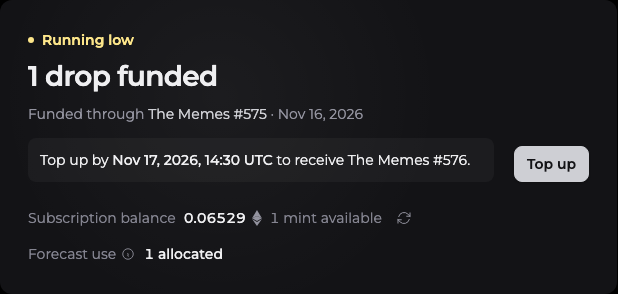 Running low
1 drop funded
Funded through The Memes #575 · Nov 16, 2026
Top up by Nov 17, 2026, 14:30 UTC to receive The Memes #576.
Top up
Subscription balance 0.06529 1 mint available
Forecast use 1 allocated